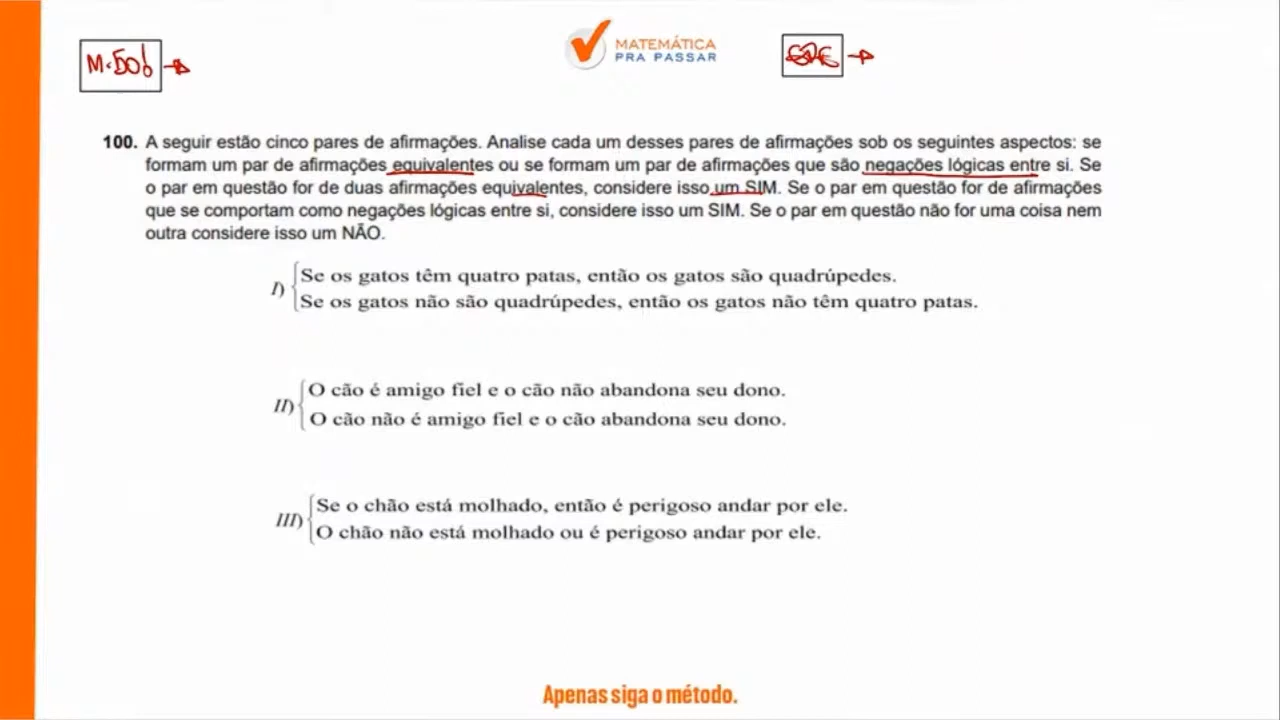 M.50!
MATEMÁTICA
PRA PASSAR
100. A seguir estão cinco pares de afirmações. Analise cada um desses pares de afirmações sob os seguintes aspectos: se
formam um par de afirmações equivalentes ou se formam um par de afirmações que são negações lógicas entre si. Se
o par em questão for de duas afirmações equivalentes, considere isso um SIM. Se o par em questão for de afirmações
que se comportam como negações lógicas entre si, considere isso um SIM. Se o par em questão não for uma coisa nem
outra considere isso um NÃO.
I) Se os gatos têm quatro patas, então os gatos são quadrúpedes.
Se os gatos não são quadrúpedes, então os gatos não têm quatro patas.
II) O cão é amigo fiel e o cão não abandona seu dono.
O cão não é amigo fiel e o cão abandona seu dono.
III) Se o chão está molhado, então é perigoso andar por ele.
O chão não está molhado ou é perigoso andar por ele.
Apenas siga o método.